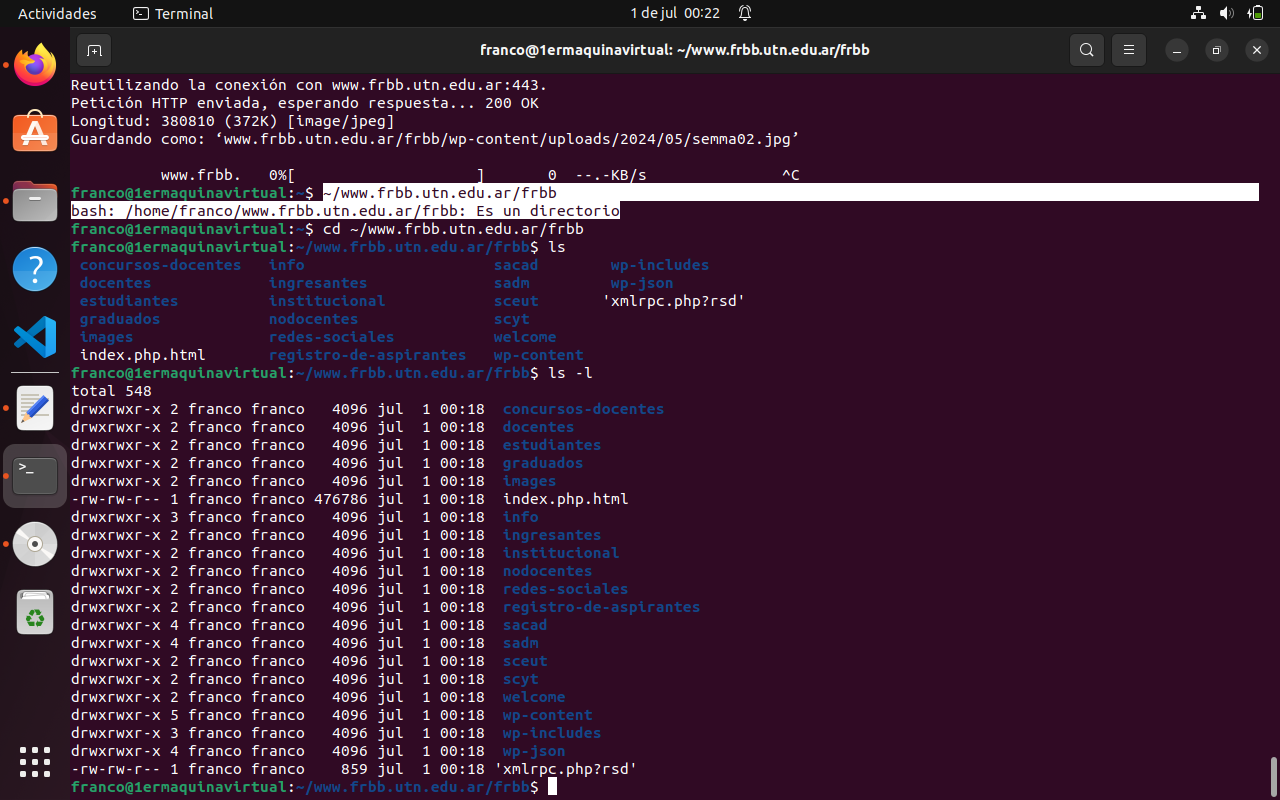 Actividades Terminal 1 de jul 00:22
franco@1ermaquinavirtual: ~/www.frbb.utn.edu.ar/frbb
Reutilizando la conexión con www.frbb.utn.edu.ar:443.
Petición HTTP enviada, esperando respuesta... 200 OK
Longitud: 380810 (372K) [image/jpeg]
Guardando como: ‘www.frbb.utn.edu.ar/frbb/wp-content/uploads/2024/05/semma02.jpg’
www.frbb.   0%[                    ]       0  --.-KB/s               ^C
franco@1ermaquinavirtual:~$ ~/www.frbb.utn.edu.ar/frbb
bash: /home/franco/www.frbb.utn.edu.ar/frbb: Es un directorio
franco@1ermaquinavirtual:~$ cd ~/www.frbb.utn.edu.ar/frbb
franco@1ermaquinavirtual:~/www.frbb.utn.edu.ar/frbb$ ls
concursos-docentes   info                     sacad        wp-includes
docentes             ingresantes              sadm         wp-json
estudiantes          institucional            sceut       'xmlrpc.php?rsd'
graduados            nodocentes               scyt
images               redes-sociales           welcome
index.php.html       registro-de-aspirantes   wp-content
franco@1ermaquinavirtual:~/www.frbb.utn.edu.ar/frbb$ ls -l
total 548
drwxrwxr-x 2 franco franco   4096 jul  1 00:18  concursos-docentes
drwxrwxr-x 2 franco franco   4096 jul  1 00:18  docentes
drwxrwxr-x 2 franco franco   4096 jul  1 00:18  estudiantes
drwxrwxr-x 2 franco franco   4096 jul  1 00:18  graduados
drwxrwxr-x 2 franco franco   4096 jul  1 00:18  images
-rw-rw-r-- 1 franco franco 476786 jul  1 00:18  index.php.html
drwxrwxr-x 3 franco franco   4096 jul  1 00:18  info
drwxrwxr-x 2 franco franco   4096 jul  1 00:18  ingresantes
drwxrwxr-x 2 franco franco   4096 jul  1 00:18  institucional
drwxrwxr-x 2 franco franco   4096 jul  1 00:18  nodocentes
drwxrwxr-x 2 franco franco   4096 jul  1 00:18  redes-sociales
drwxrwxr-x 2 franco franco   4096 jul  1 00:18  registro-de-aspirantes
drwxrwxr-x 4 franco franco   4096 jul  1 00:18  sacad
drwxrwxr-x 4 franco franco   4096 jul  1 00:18  sadm
drwxrwxr-x 2 franco franco   4096 jul  1 00:18  sceut
drwxrwxr-x 2 franco franco   4096 jul  1 00:18  scyt
drwxrwxr-x 2 franco franco   4096 jul  1 00:18  welcome
drwxrwxr-x 5 franco franco   4096 jul  1 00:18  wp-content
drwxrwxr-x 3 franco franco   4096 jul  1 00:18  wp-includes
drwxrwxr-x 4 franco franco   4096 jul  1 00:18  wp-json
-rw-rw-r-- 1 franco franco    859 jul  1 00:18 'xmlrpc.php?rsd'
franco@1ermaquinavirtual:~/www.frbb.utn.edu.ar/frbb$